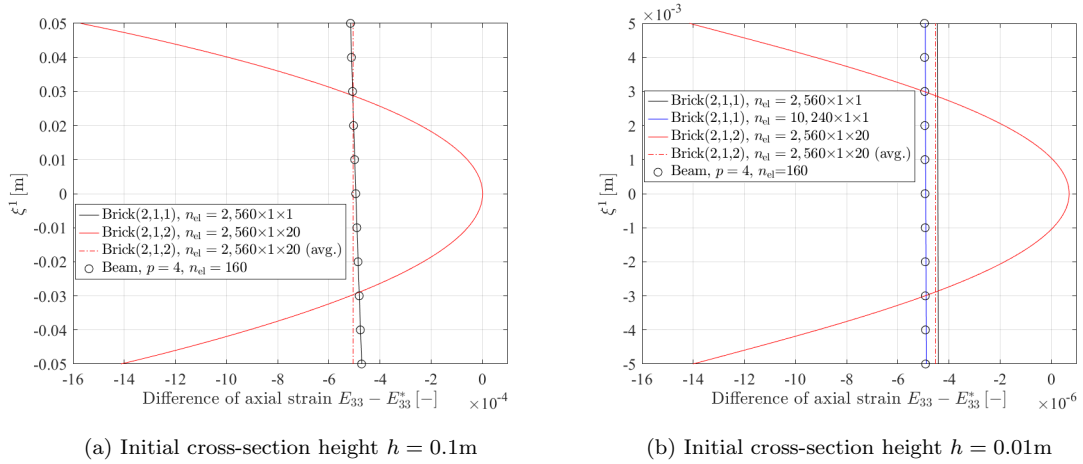 0.05
0.04
0.03
0.02
0.01
0
-0.01
-0.02
-0.03
-0.04
-0.05
ξ¹ [m]
Brick(2,1,1), n_el = 2,560×1×1
Brick(2,1,2), n_el = 2,560×1×20
Brick(2,1,2), n_el = 2,560×1×20 (avg.)
Beam, p = 4, n_el = 160
-16 -14 -12 -10 -8 -6 -4 -2 0
Difference of axial strain E₃₃ − E*₃₃ [−]
×10⁻⁴
(a) Initial cross-section height h = 0.1m
×10⁻³
5
4
3
2
1
0
-1
-2
-3
-4
-5
ξ¹ [m]
Brick(2,1,1), n_el = 2,560×1×1
Brick(2,1,1), n_el = 10,240×1×1
Brick(2,1,2), n_el = 2,560×1×20
Brick(2,1,2), n_el = 2,560×1×20 (avg.)
Beam, p = 4, n_el=160
-16 -14 -12 -10 -8 -6 -4 -2 0
Difference of axial strain E₃₃ − E*₃₃ [−]
×10⁻⁶
(b) Initial cross-section height h = 0.01m